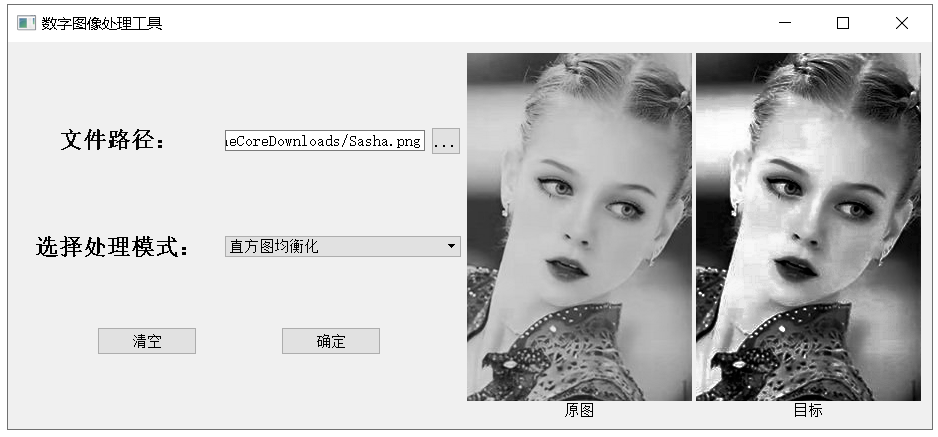 数字图像处理工具
文件路径：
neCoreDownloads/Sasha.png
...
选择处理模式：
直方图均衡化
清空
确定
原图
目标